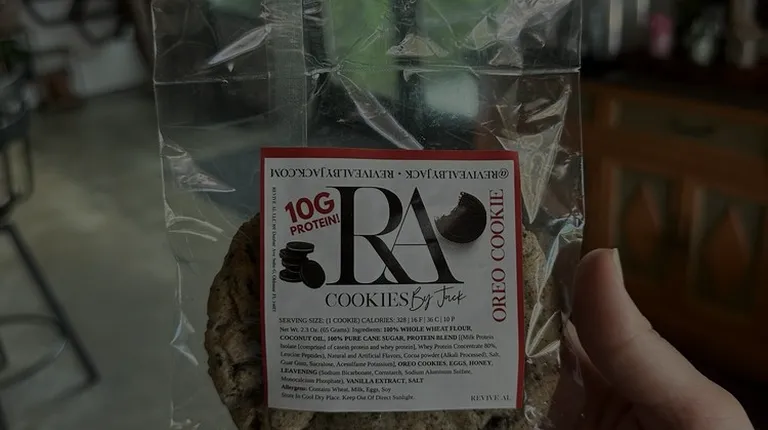 @REVIVEALBYJACK • REVIVEALBYJACK.COM
10G
PROTEIN!
RA
COOKIES By Jack
OREO COOKIE
SERVING SIZE: (1 COOKIE) CALORIES: 328 | 16 F | 36 C | 10 P
Net Wt. 2.3 Oz. (65 Grams) Ingredients: 100% WHOLE WHEAT FLOUR,
COCONUT OIL, 100% PURE CANE SUGAR, PROTEIN BLEND [(Milk Protein
Isolate [comprised of casein protein and whey protein], Whey Protein Concentrate 80%,
Leucine Peptides), Natural and Artificial Flavors, Cocoa powder (Alkali Processed), Salt,
Guar Gum, Sucralose, Acesulfame Potassium], OREO COOKIES, EGGS, HONEY,
LEAVENING (Sodium Bicarbonate, Cornstarch, Sodium Aluminum Sulfate,
Monocalcium Phosphate), VANILLA EXTRACT, SALT
Allergens: Contains Wheat, Milk, Eggs, Soy
Store In Cool Dry Place. Keep Out Of Direct Sunlight.
REVIVE AL
REVIVE AL LLC